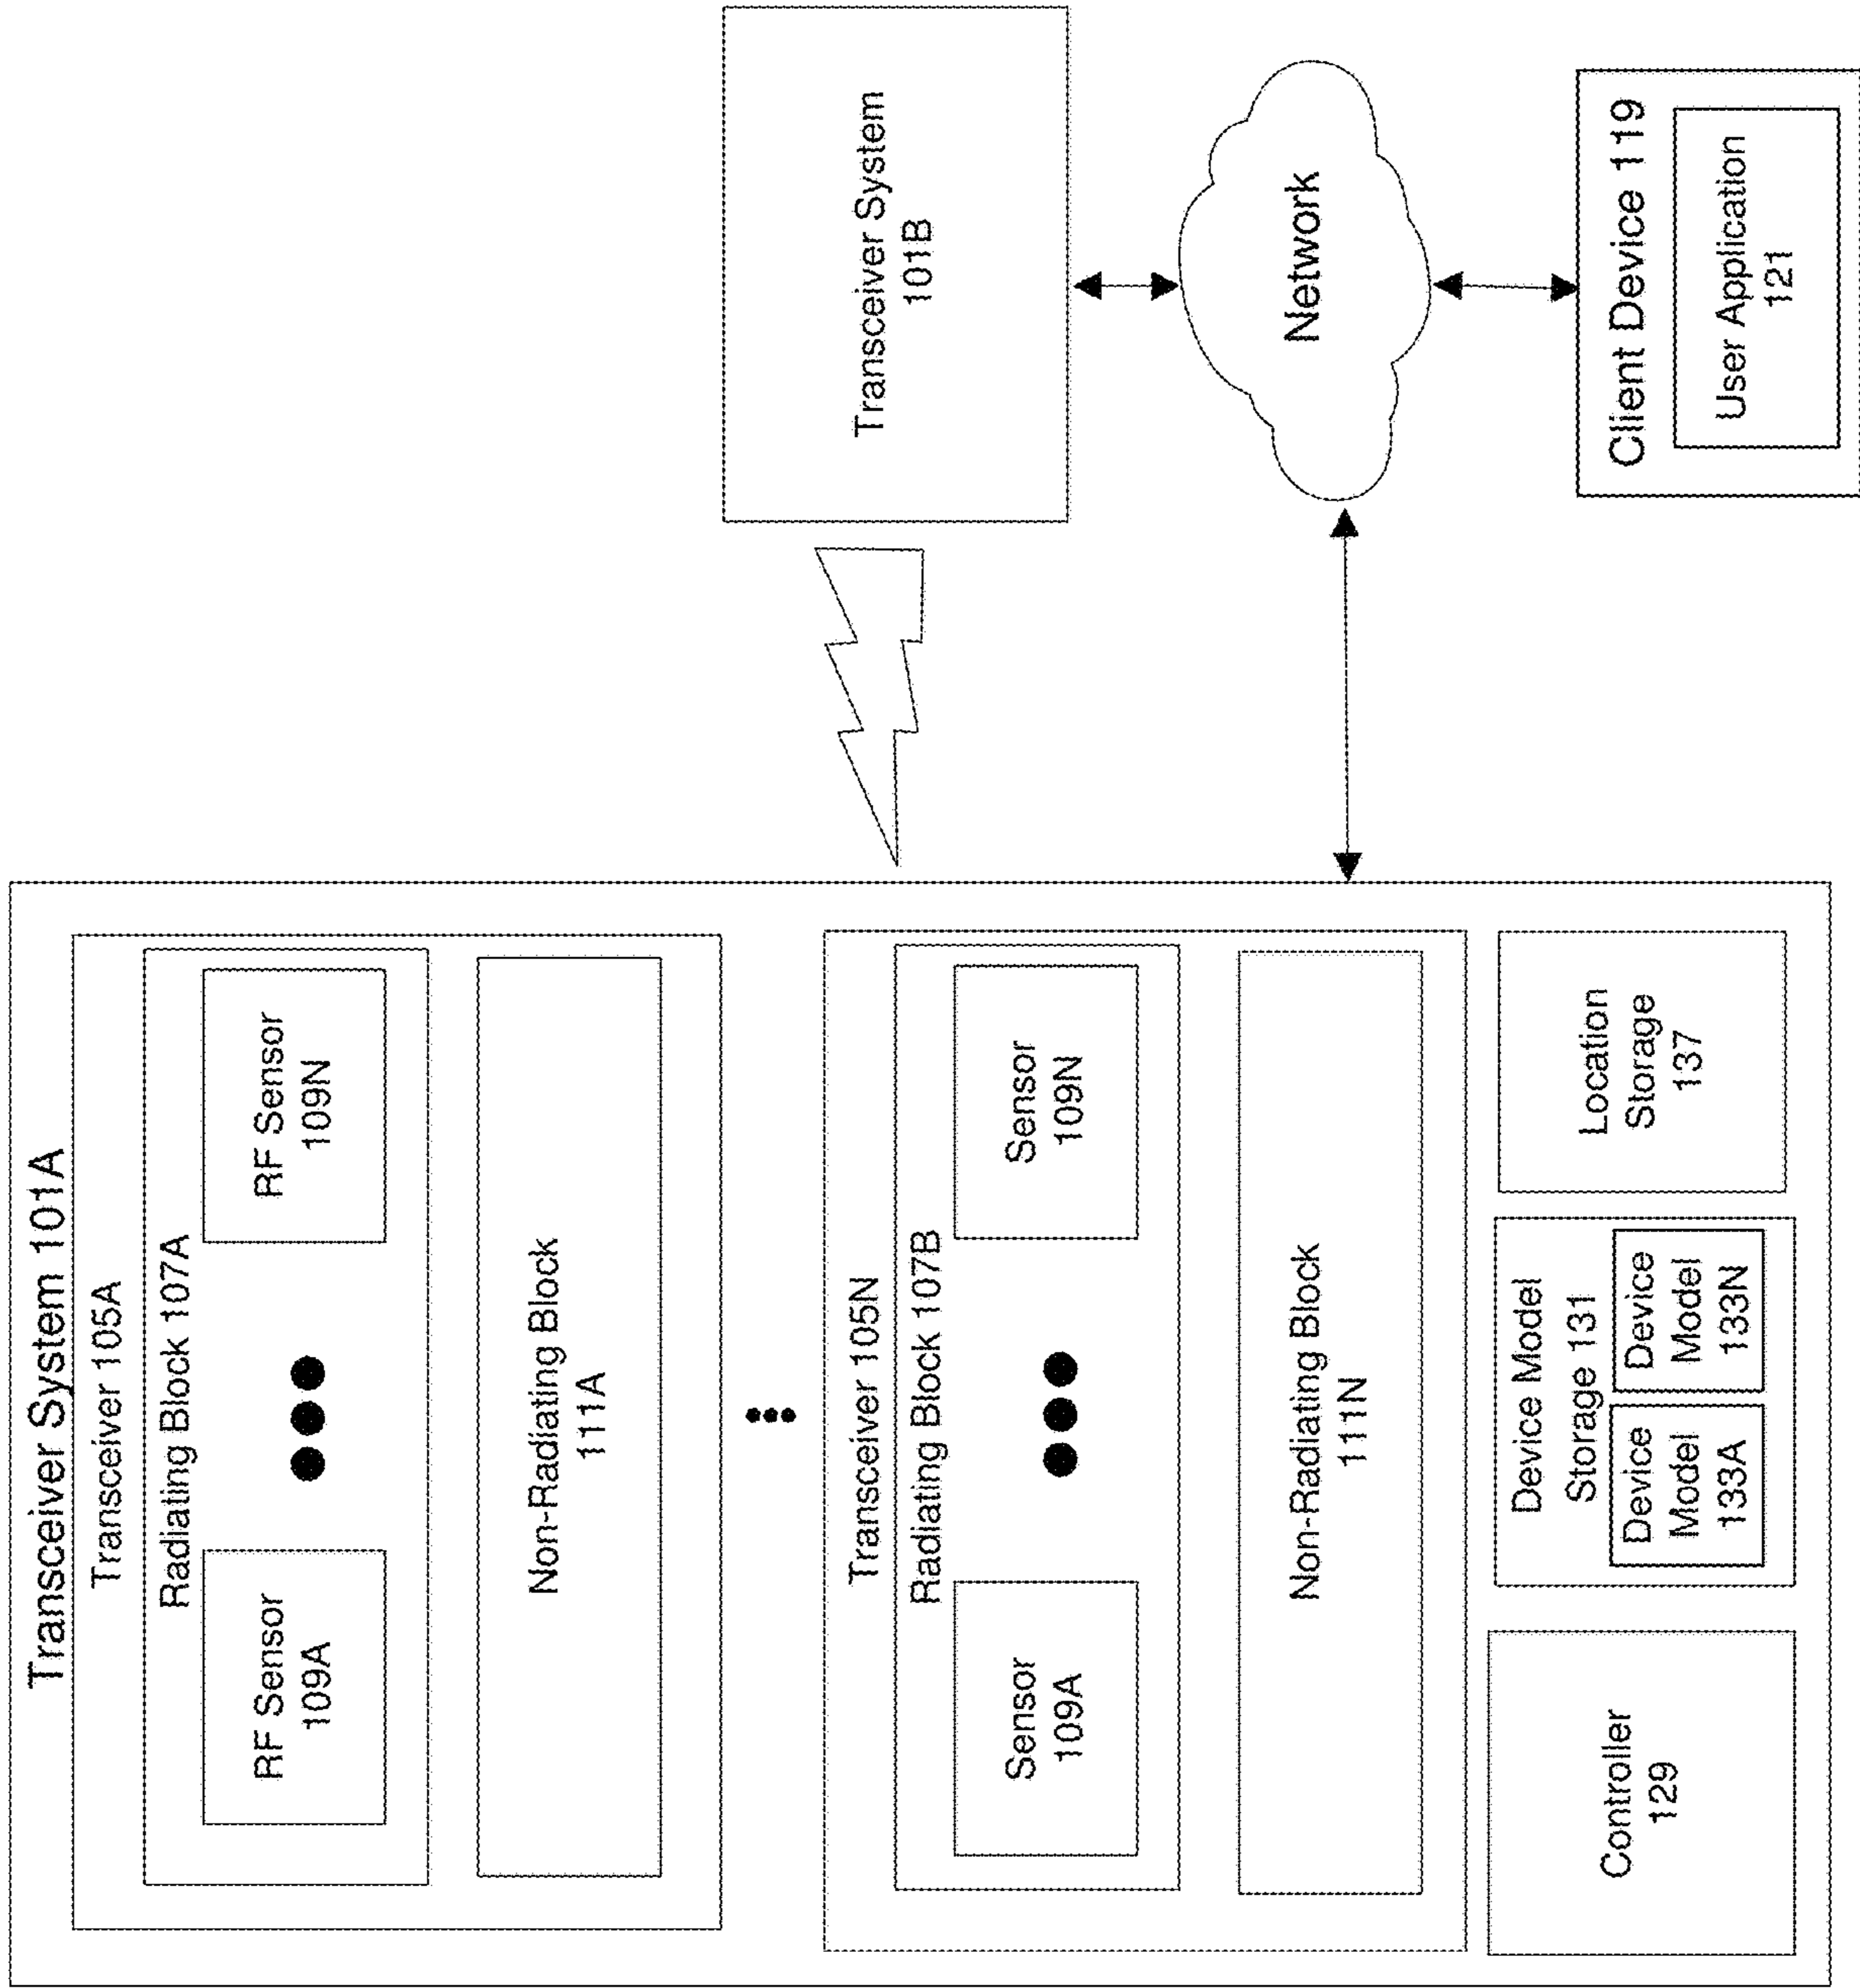 Transceiver System 101A
Transceiver 105A
Radiating Block 107A
RF Sensor
109A
RF Sensor
109N
Non-Radiating Block
111A
Transceiver 105N
Radiating Block 107B
Sensor
109A
Sensor
109N
Non-Radiating Block
111N
Controller
129
Device Model
Storage 131
Device
Model
133A
Device
Model
133N
Location
Storage
137
Transceiver System
101B
Network
Client Device 119
User Application
121